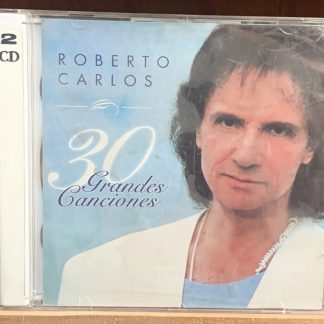 2
CD
ROBERTO
CARLOS
30
Grandes
Canciones